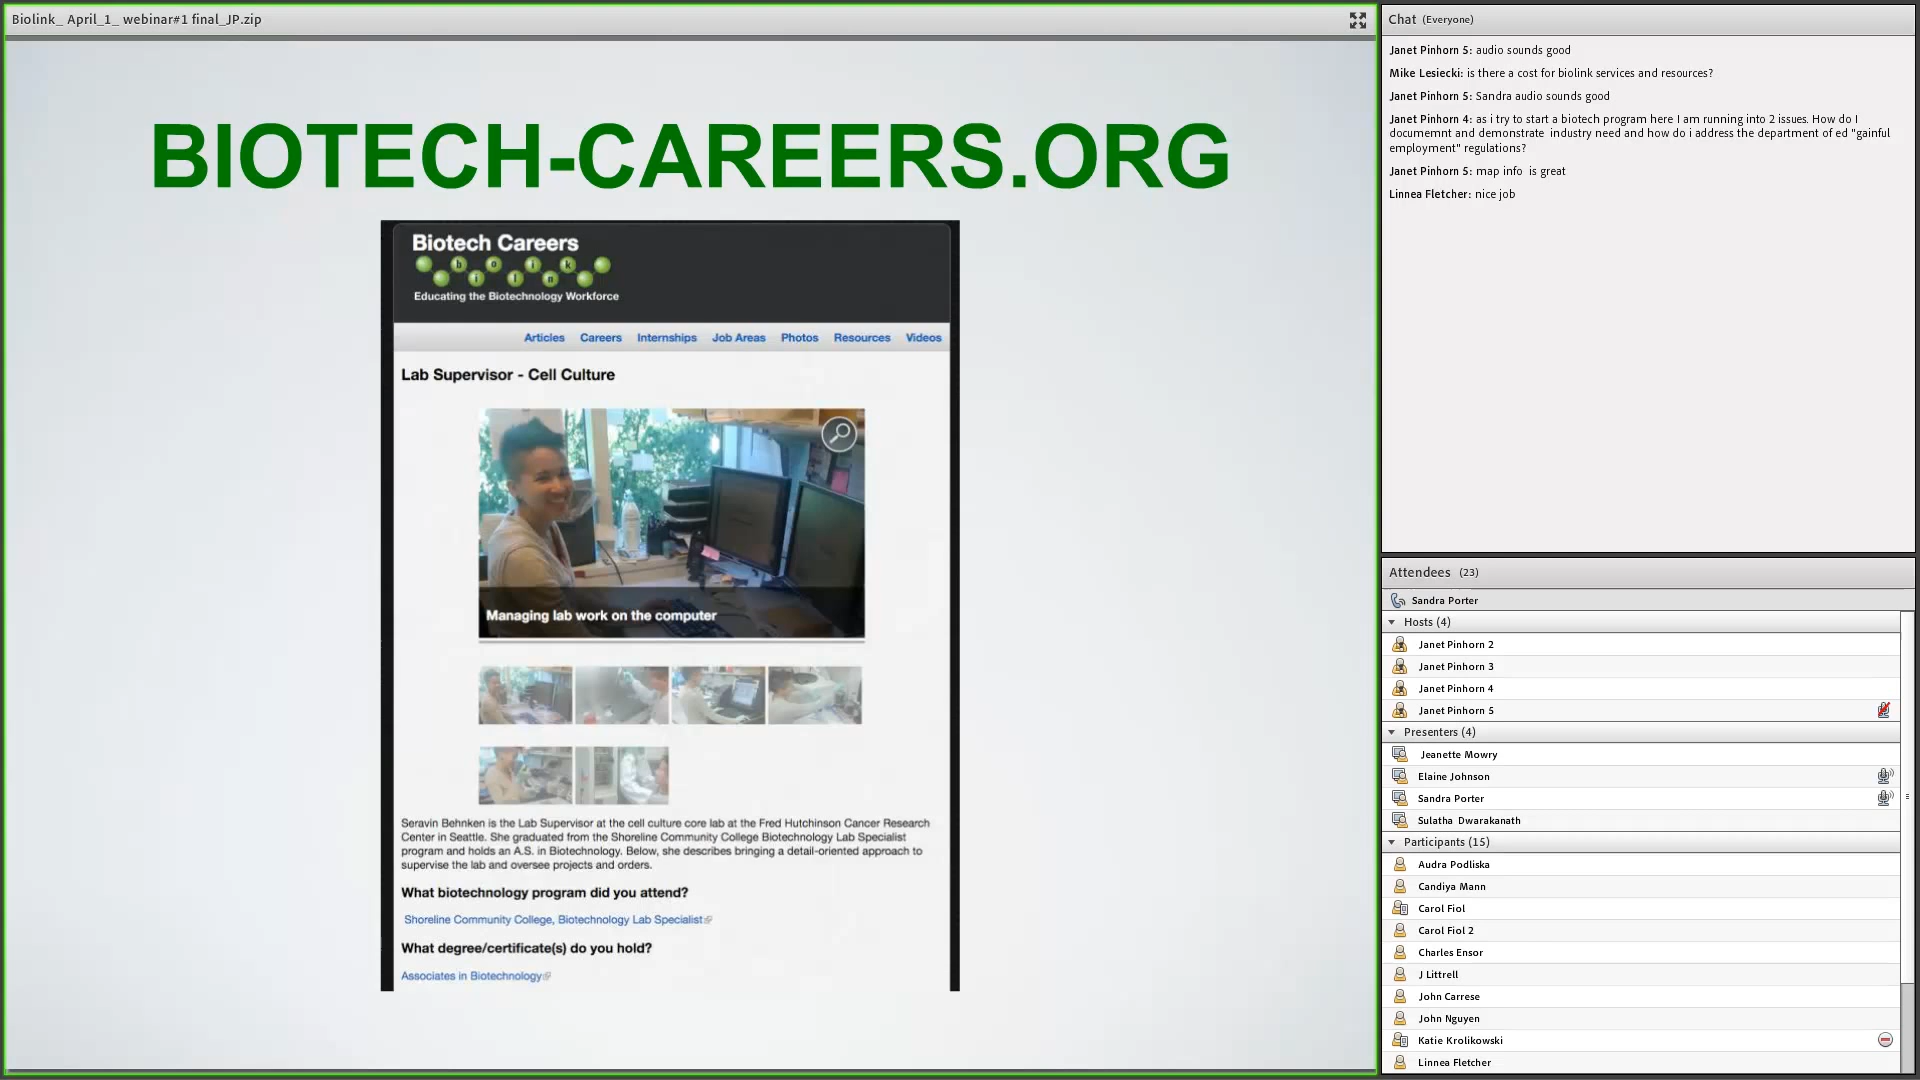 Biolink_ April_1_ webinar#1 final_JP.zip
BIOTECH-CAREERS.ORG
Biotech Careers
b o i k
i l n
Educating the Biotechnology Workforce
Articles Careers Internships Job Areas Photos Resources Videos
Lab Supervisor - Cell Culture
Managing lab work on the computer
Seravin Behnken is the Lab Supervisor at the cell culture core lab at the Fred Hutchinson Cancer Research
Center in Seattle. She graduated from the Shoreline Community College Biotechnology Lab Specialist
program and holds an A.S. in Biotechnology. Below, she describes bringing a detail-oriented approach to
supervise the lab and oversee projects and orders.
What biotechnology program did you attend?
Shoreline Community College, Biotechnology Lab Specialist
What degree/certificate(s) do you hold?
Associates in Biotechnology
Chat (Everyone)
Janet Pinhorn 5: audio sounds good
Mike Lesiecki: is there a cost for biolink services and resources?
Janet Pinhorn 5: Sandra audio sounds good
Janet Pinhorn 4: as i try to start a biotech program here I am running into 2 issues. How do I
documemnt and demonstrate industry need and how do i address the department of ed "gainful
employment" regulations?
Janet Pinhorn 5: map info is great
Linnea Fletcher: nice job
Attendees (23)
Sandra Porter
Hosts (4)
Janet Pinhorn 2
Janet Pinhorn 3
Janet Pinhorn 4
Janet Pinhorn 5
Presenters (4)
Jeanette Mowry
Elaine Johnson
Sandra Porter
Sulatha Dwarakanath
Participants (15)
Audra Podliska
Candiya Mann
Carol Fiol
Carol Fiol 2
Charles Ensor
J Littrell
John Carrese
John Nguyen
Katie Krolikowski
Linnea Fletcher